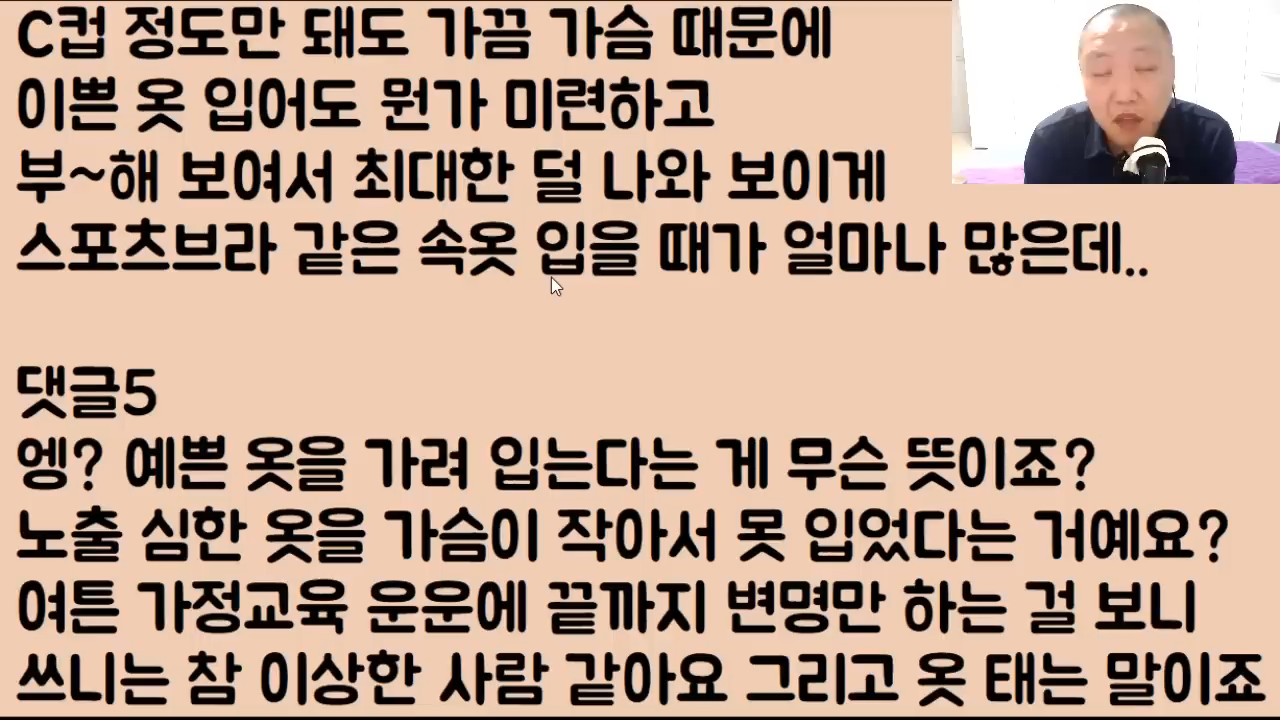 C컵 정도만 돼도 가끔 가슴 때문에
이쁜 옷 입어도 뭔가 미련하고
부~해 보여서 최대한 덜 나와 보이게
스포츠브라 같은 속옷 입을 때가 얼마나 많은데..
댓글5
엥? 예쁜 옷을 가려 입는다는 게 무슨 뜻이죠?
노출 심한 옷을 가슴이 작아서 못 입었다는 거예요?
여튼 가정교육 운운에 끝까지 변명만 하는 걸 보니
쓰니는 참 이상한 사람 같아요 그리고 옷 태는 말이죠